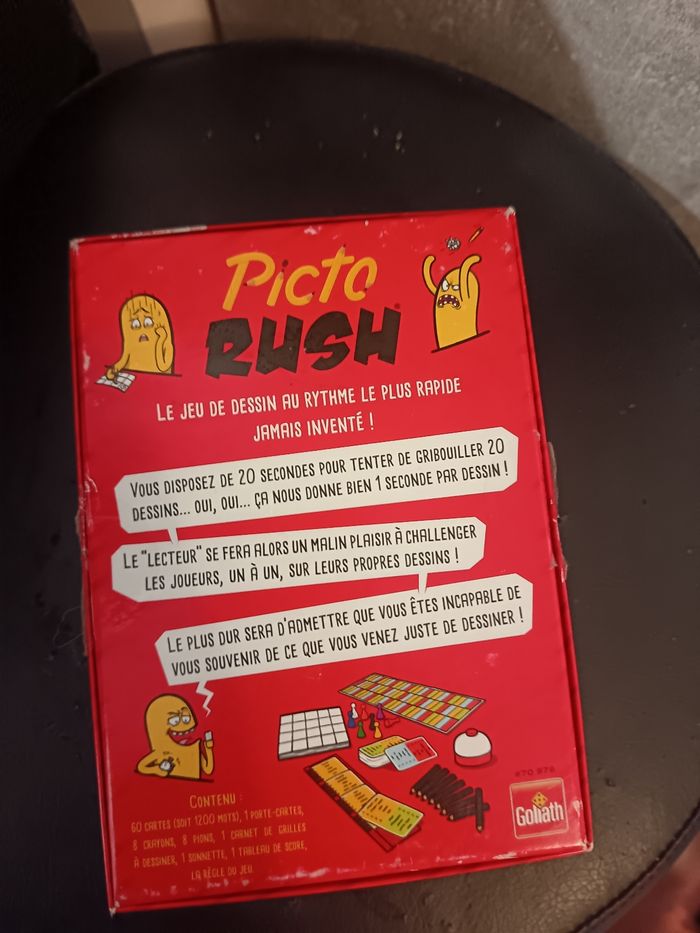 Picto
RUSH
LE JEU DE DESSIN AU RYTHME LE PLUS RAPIDE
JAMAIS INVENTÉ !
VOUS DISPOSEZ DE 20 SECONDES POUR TENTER DE GRIBOUILLER 20
DESSINS... OUI, OUI... ÇA NOUS DONNE BIEN 1 SECONDE PAR DESSIN !
LE "LECTEUR" SE FERA ALORS UN MALIN PLAISIR À CHALLENGER
LES JOUEURS, UN À UN, SUR LEURS PROPRES DESSINS !
LE PLUS DUR SERA D'ADMETTRE QUE VOUS ÊTES INCAPABLE DE
VOUS SOUVENIR DE CE QUE VOUS VENEZ JUSTE DE DESSINER !
CONTENU :
60 CARTES (SOIT 1200 MOTS), 1 PORTE-CARTES,
8 CRAYONS, 8 PIONS, 1 CARNET DE GRILLES
À DESSINER, 1 SONNETTE, 1 TABLEAU DE SCORE,
LA RÈGLE DU JEU.
Goliath